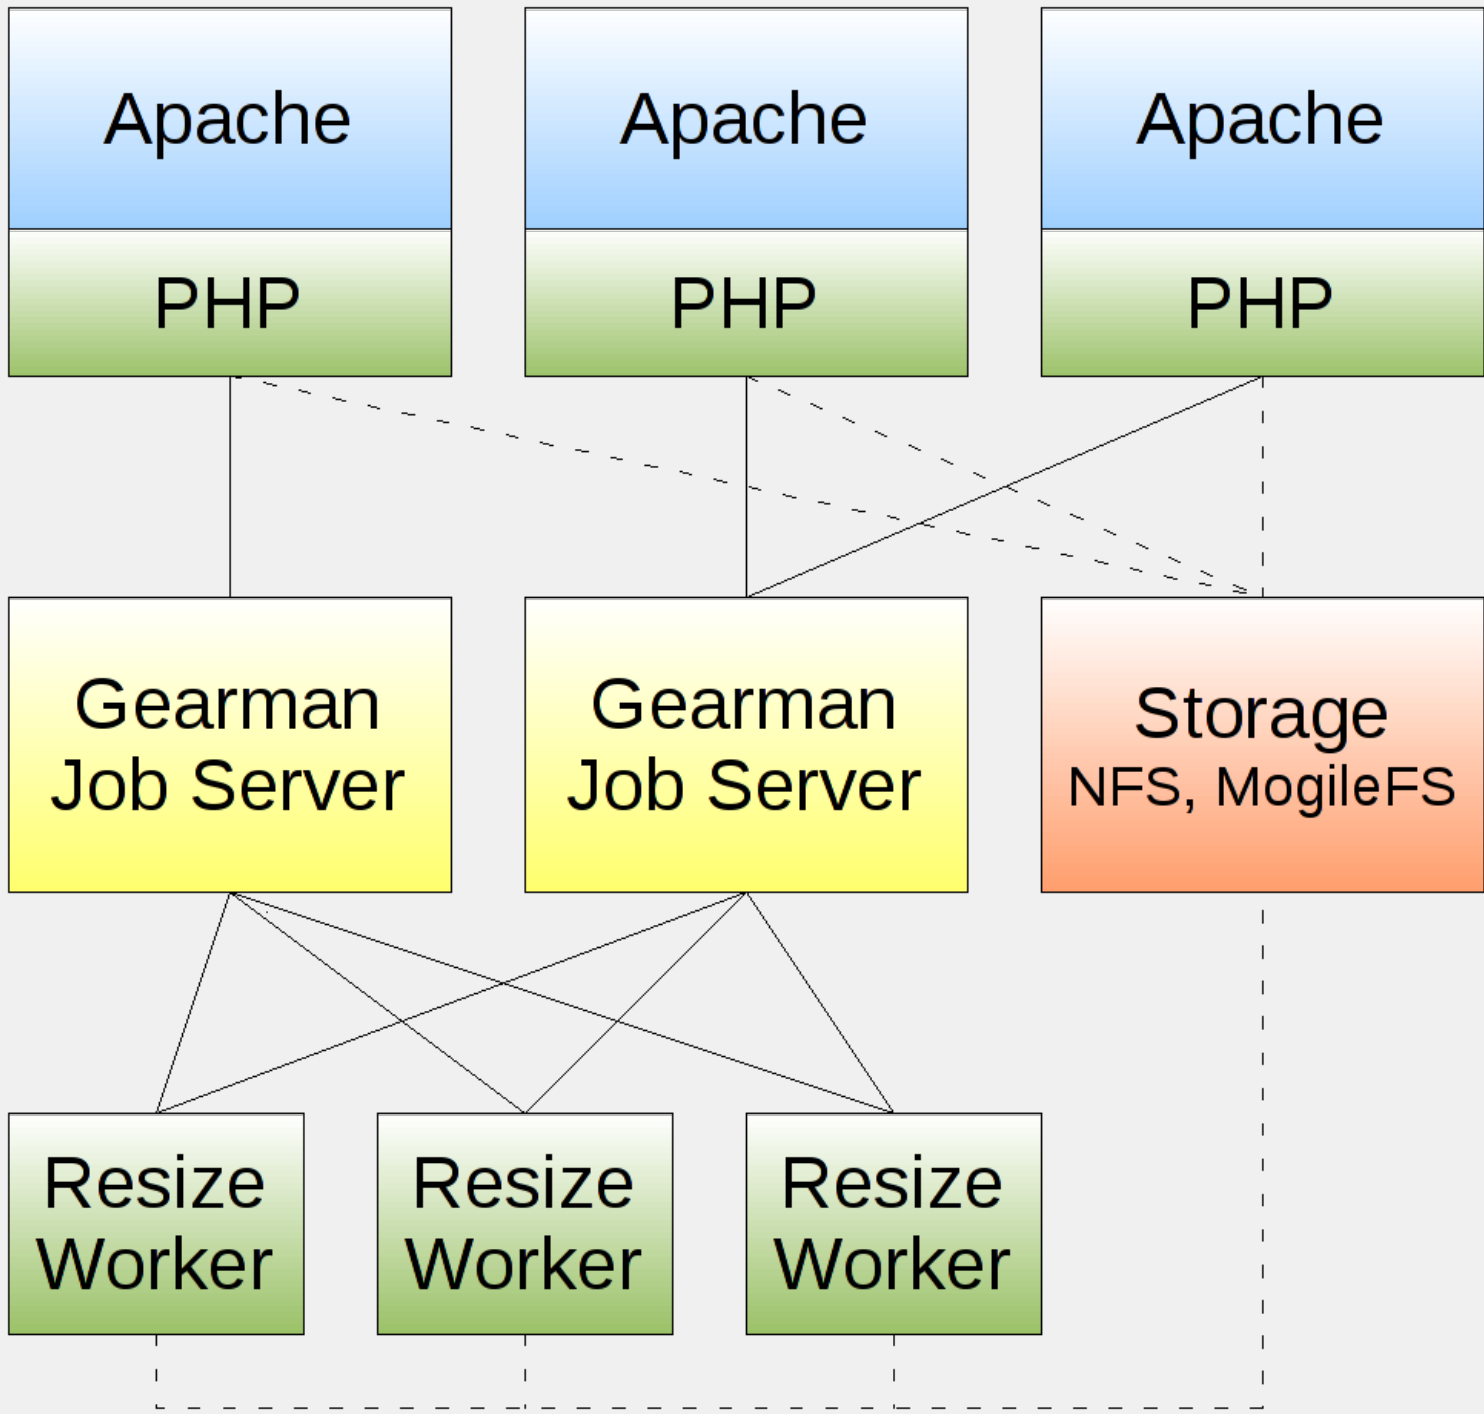 Apache
Apache
Apache
PHP
PHP
PHP
Gearman
Job Server
Gearman
Job Server
Storage
NFS, MogileFS
Resize
Worker
Resize
Worker
Resize
Worker